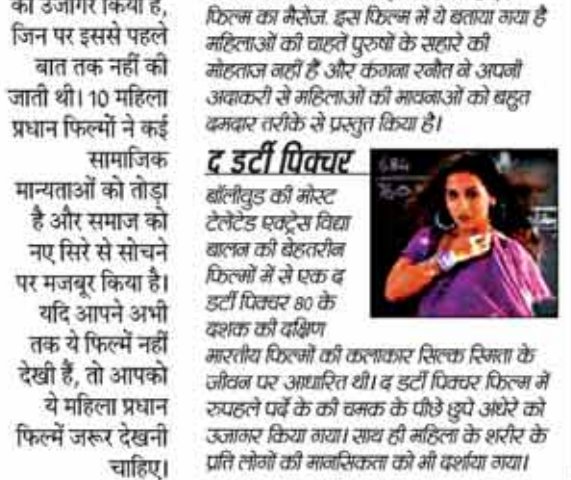 को उजागर किया है,
जिन पर इससे पहले
बात तक नहीं की
जाती थी। 10 महिला
प्रधान फिल्मों ने कई
सामाजिक
मान्यताओं को तोड़ा
है और समाज को
नए सिरे से सोचने
पर मजबूर किया है।
यदि आपने अभी
तक ये फिल्में नहीं
देखी हैं, तो आपको
ये महिला प्रधान
फिल्में जरूर देखनी
चाहिए।
फिल्म का मैसेज. इस फिल्म में ये बताया गया है
महिलाओं की चाहतें पुरुषों के सहारे की
मोहताज नहीं हैं और कंगना रनौत ने अपनी
अदाकरी से महिलाओं की भावनाओं को बहुत
दमदार तरीके से प्रस्तुत किया है।
द डर्टी पिक्चर
बॉलीवुड की मोस्ट
टेलेंटेड एक्ट्रेस विद्या
बालन की बेहतरीन
फिल्मों में से एक द
डर्टी पिक्चर 80 के
दशक की दक्षिण
भारतीय फिल्मों की कलाकार सिल्क स्मिता के
जीवन पर आधारित थी। द डर्टी पिक्चर फिल्म में
रुपहले पर्दे के की चमक के पीछे छुपे अंधेरे को
उजागर किया गया। साथ ही महिला के शरीर के
प्रति लोगों की मानसिकता को भी दर्शाया गया।